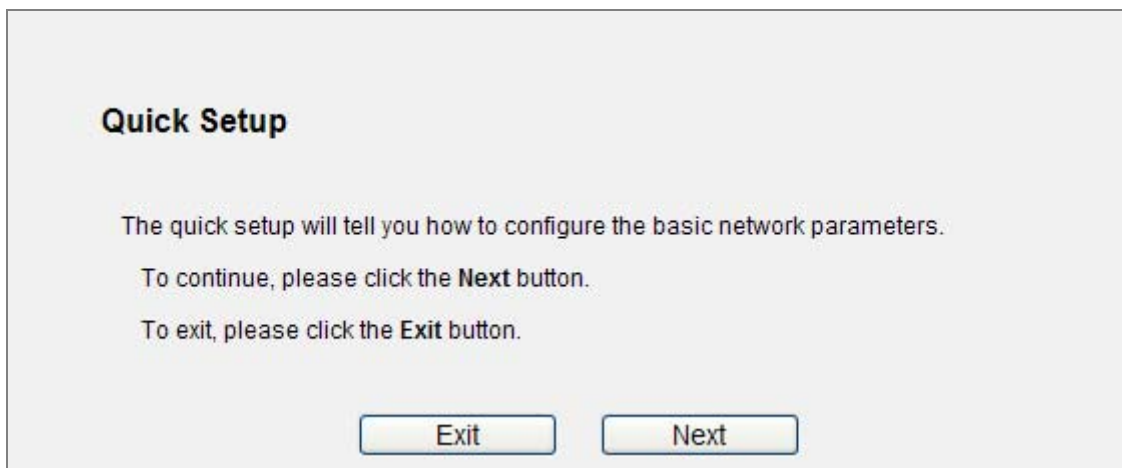 Quick Setup
The quick setup will tell you how to configure the basic network parameters.
To continue, please click the Next button.
To exit, please click the Exit button.
Exit Next